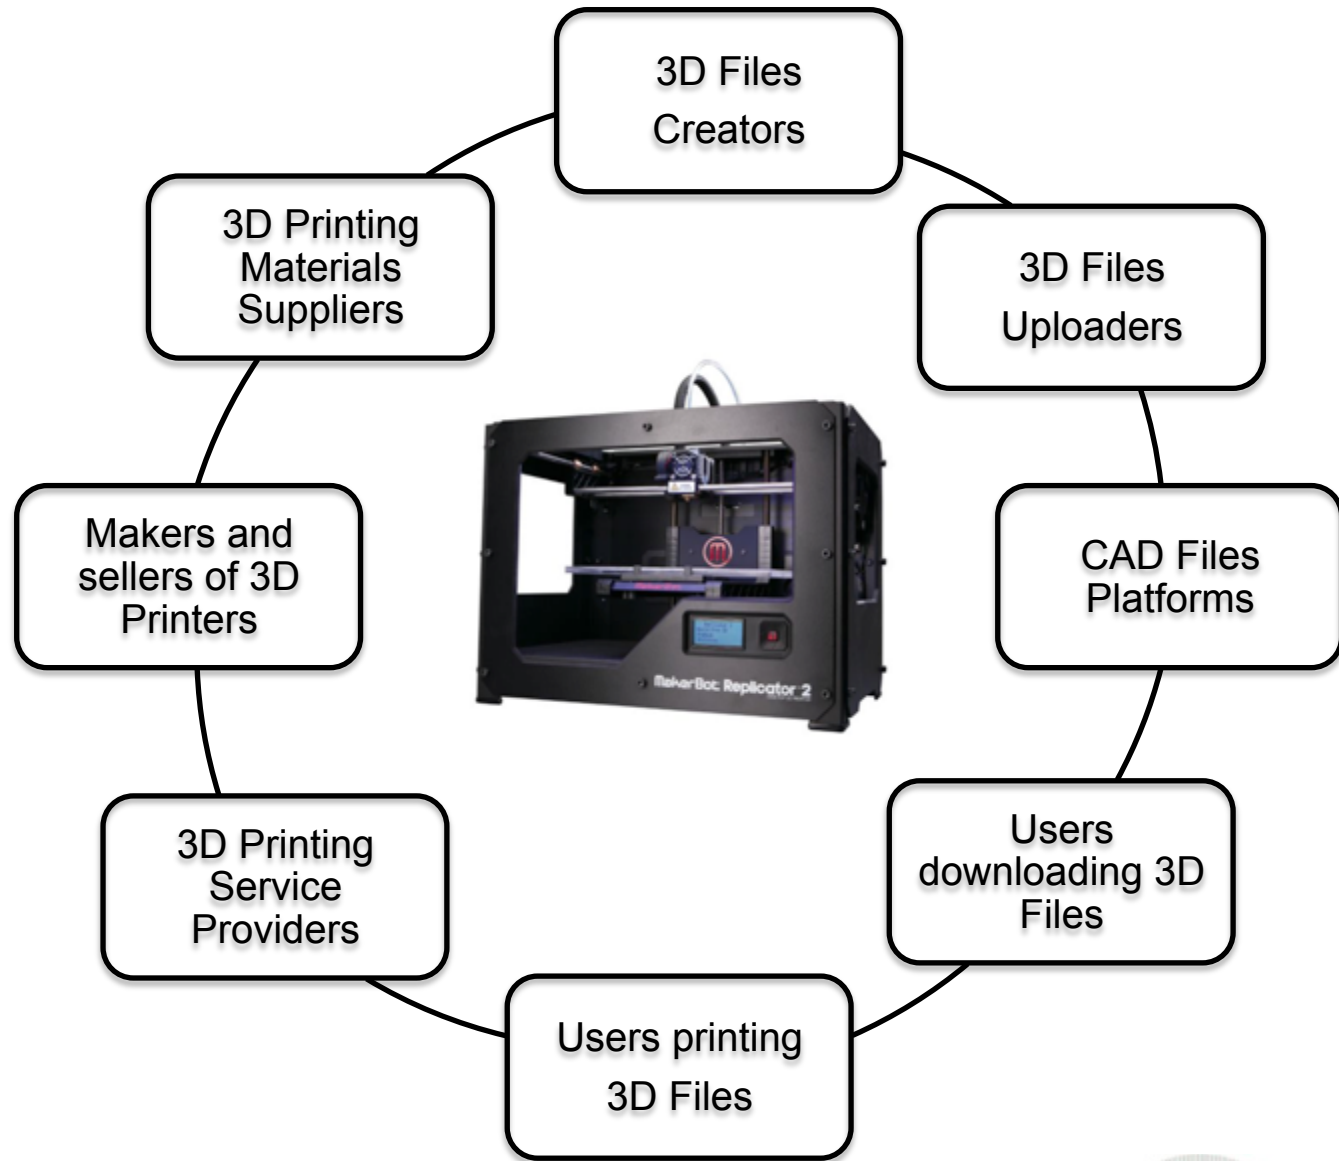 3D Files
Creators
3D Files
Uploaders
CAD Files
Platforms
Users
downloading 3D
Files
Users printing
3D Files
3D Printing
Service
Providers
Makers and
sellers of 3D
Printers
3D Printing
Materials
Suppliers
MakerBot Replicator 2